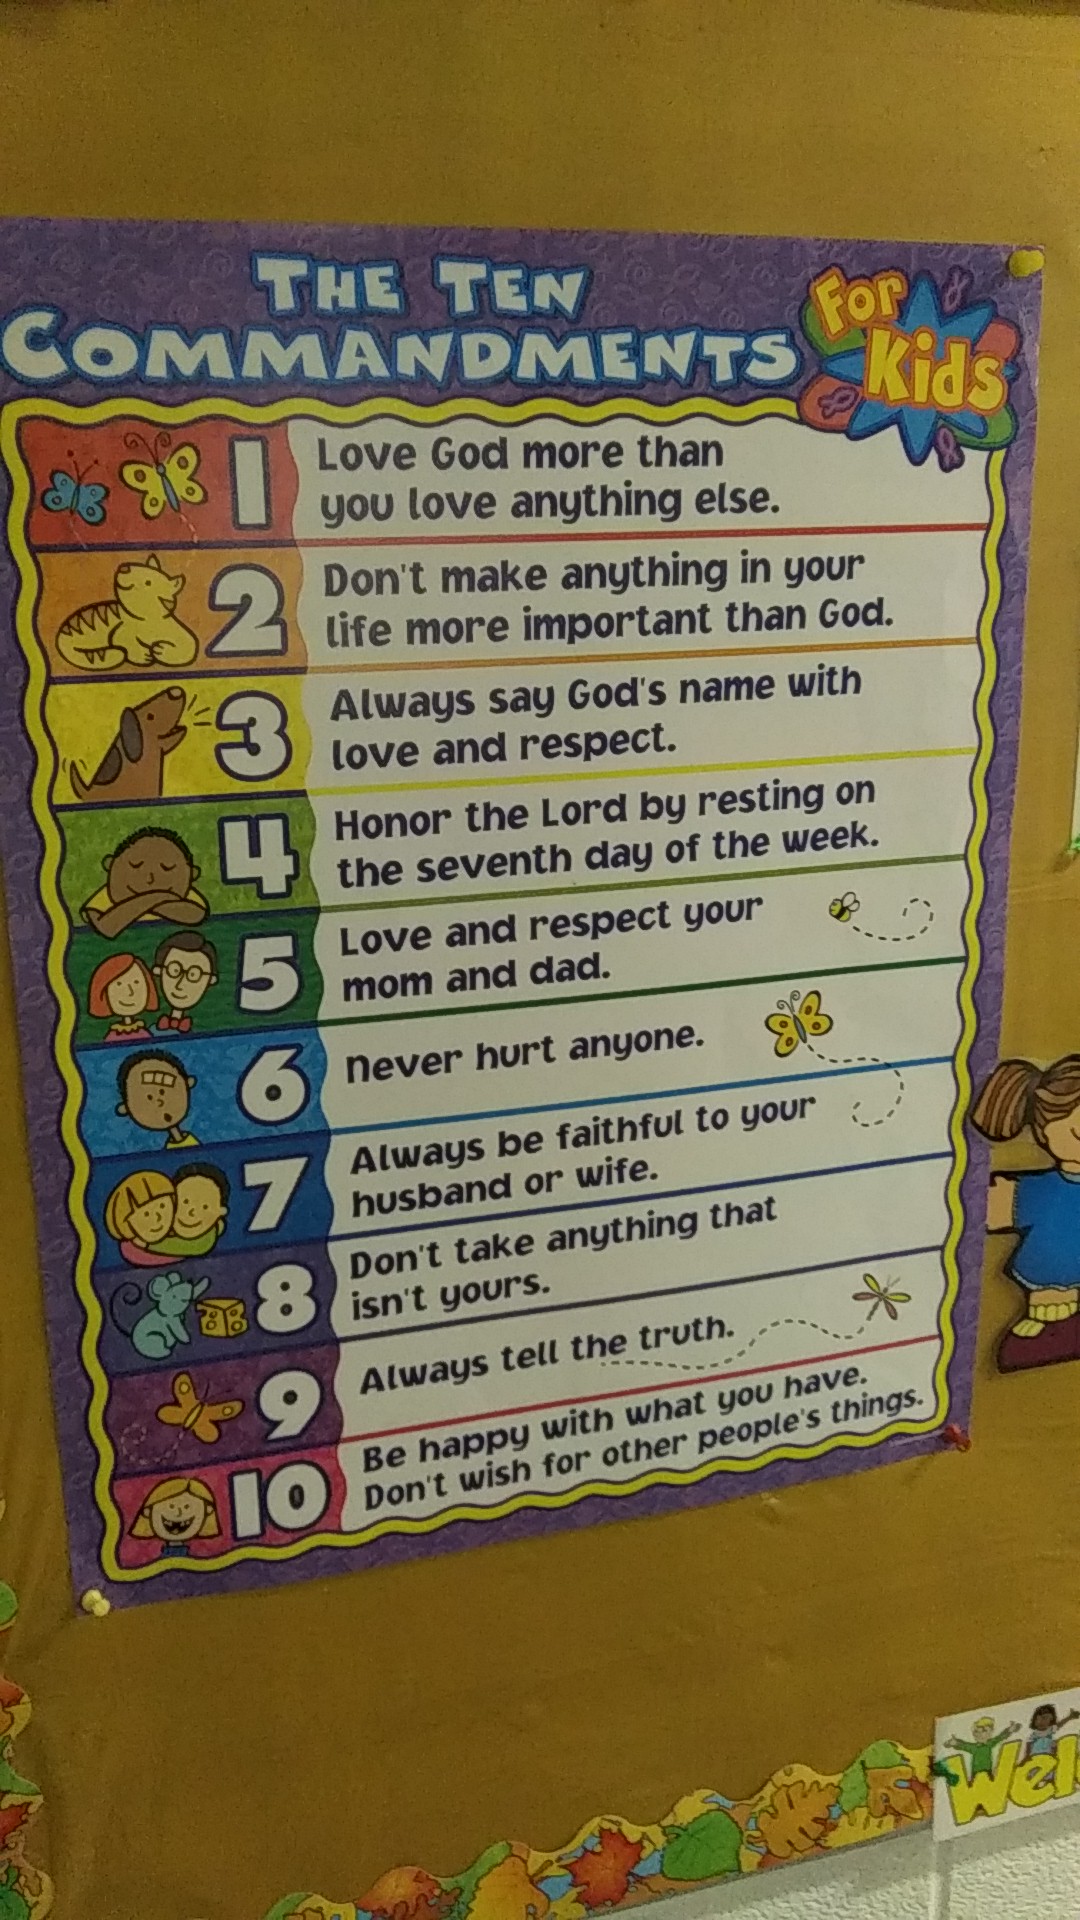 The Ten
Commandments
For
Kids
1
Love God more than
you love anything else.
2
Don't make anything in your
life more important than God.
3
Always say God's name with
love and respect.
4
Honor the Lord by resting on
the seventh day of the week.
5
Love and respect your
mom and dad.
6
Never hurt anyone.
7
Always be faithful to your
husband or wife.
8
Don't take anything that
isn't yours.
9
Always tell the truth.
10
Be happy with what you have.
Don't wish for other people's things.